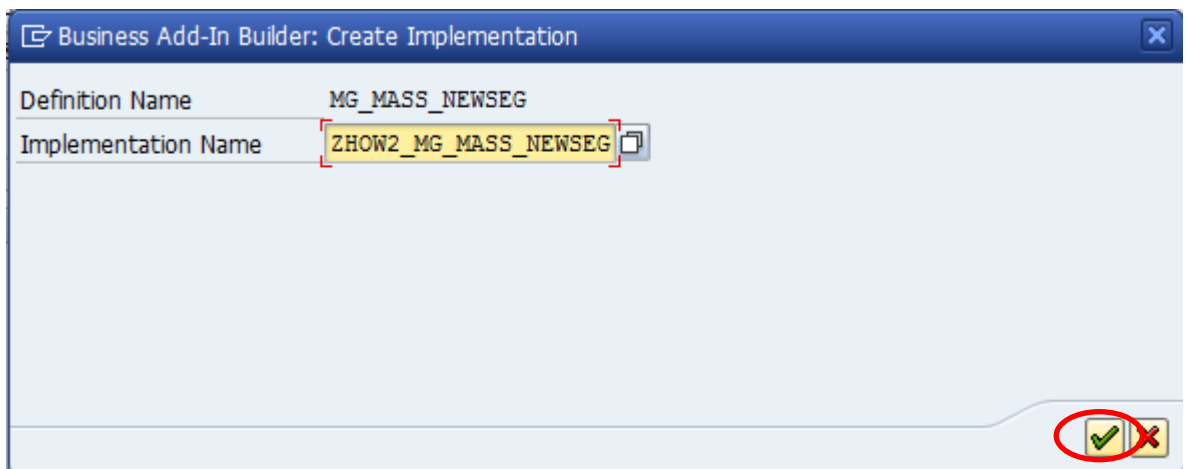 Business Add-In Builder: Create Implementation
Definition Name MG_MASS_NEWSEG
Implementation Name ZHOW2_MG_MASS_NEWSEG